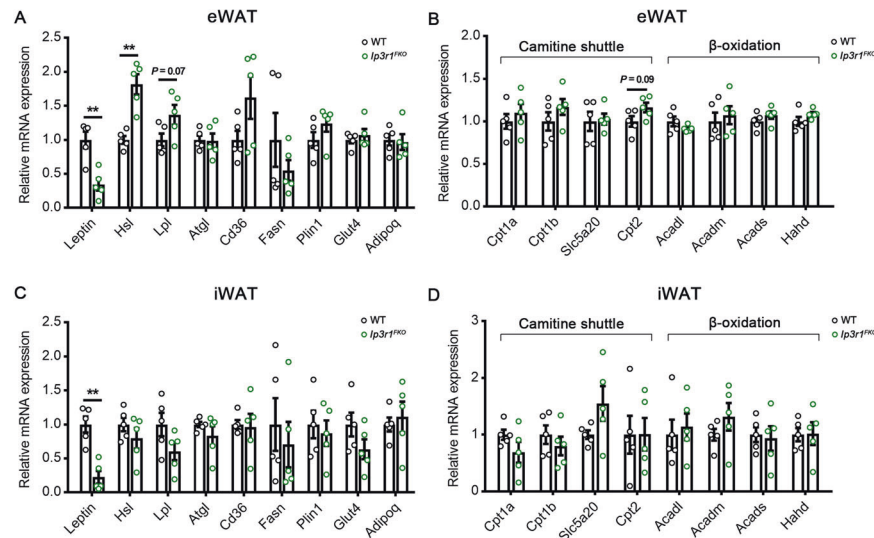 A
eWAT
WT
Ip3r1FKO
Relative mRNA expression
2.5
2.0
1.5
1.0
0.5
0.0
**
**
P = 0.07
Leptin
Hsl
Lpl
Atgl
Cd36
Fasn
Plin1
Glut4
Adipoq
B
eWAT
WT
Ip3r1FKO
Camitine shuttle
β-oxidation
Relative mRNA expression
2.0
1.5
1.0
0.5
0.0
P = 0.09
Cpt1a
Cpt1b
Slc5a20
Cpt2
Acadl
Acadm
Acads
Hahd
C
iWAT
WT
Ip3r1FKO
Relative mRNA expression
2.5
2.0
1.5
1.0
0.5
0.0
**
Leptin
Hsl
Lpl
Atgl
Cd36
Fasn
Plin1
Glut4
Adipoq
D
iWAT
WT
Ip3r1FKO
Camitine shuttle
β-oxidation
Relative mRNA expression
3
2
1
0
Cpt1a
Cpt1b
Slc5a20
Cpt2
Acadl
Acadm
Acads
Hahd